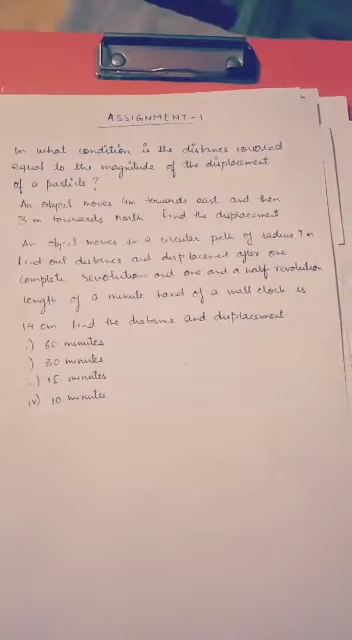 ASSIGNMENT-1
In what condition is the distance covered
equal to the magnitude of the displacement
of a particle?
An object moves 4m towards east and then
3 m towards north find the displacement
An object moves in a circular path of radius 7m
find out distance and displacement after one
complete revolution and one and a half revolution
length of a minute hand of a wall clock is
14 cm find the distance and displacement
) 60 minutes
) 30 minutes
) 15 minutes
iv) 10 minutes